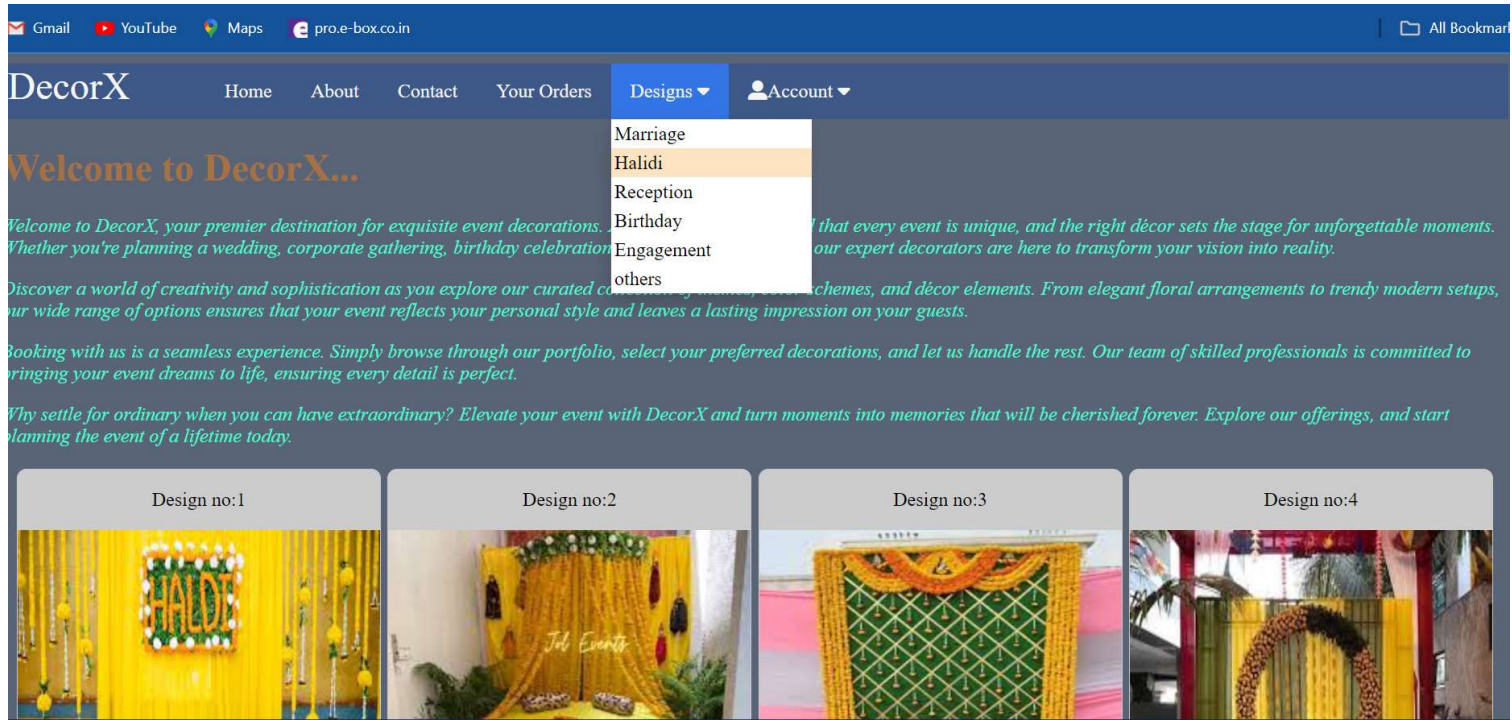 Gmail YouTube Maps pro.e-box.co.in All Bookmar
DecorX Home About Contact Your Orders Designs Account
Marriage
Halidi
Reception
Birthday
Engagement
others
Welcome to DecorX...
Welcome to DecorX, your premier destination for exquisite event decorations. that every event is unique, and the right décor sets the stage for unforgettable moments.
Whether you're planning a wedding, corporate gathering, birthday celebration our expert decorators are here to transform your vision into reality.
Discover a world of creativity and sophistication as you explore our curated schemes, and décor elements. From elegant floral arrangements to trendy modern setups,
our wide range of options ensures that your event reflects your personal style and leaves a lasting impression on your guests.
Booking with us is a seamless experience. Simply browse through our portfolio, select your preferred decorations, and let us handle the rest. Our team of skilled professionals is committed to
bringing your event dreams to life, ensuring every detail is perfect.
Why settle for ordinary when you can have extraordinary? Elevate your event with DecorX and turn moments into memories that will be cherished forever. Explore our offerings, and start
planning the event of a lifetime today.
Design no:1 Design no:2 Design no:3 Design no:4
HALDI
Jol Events